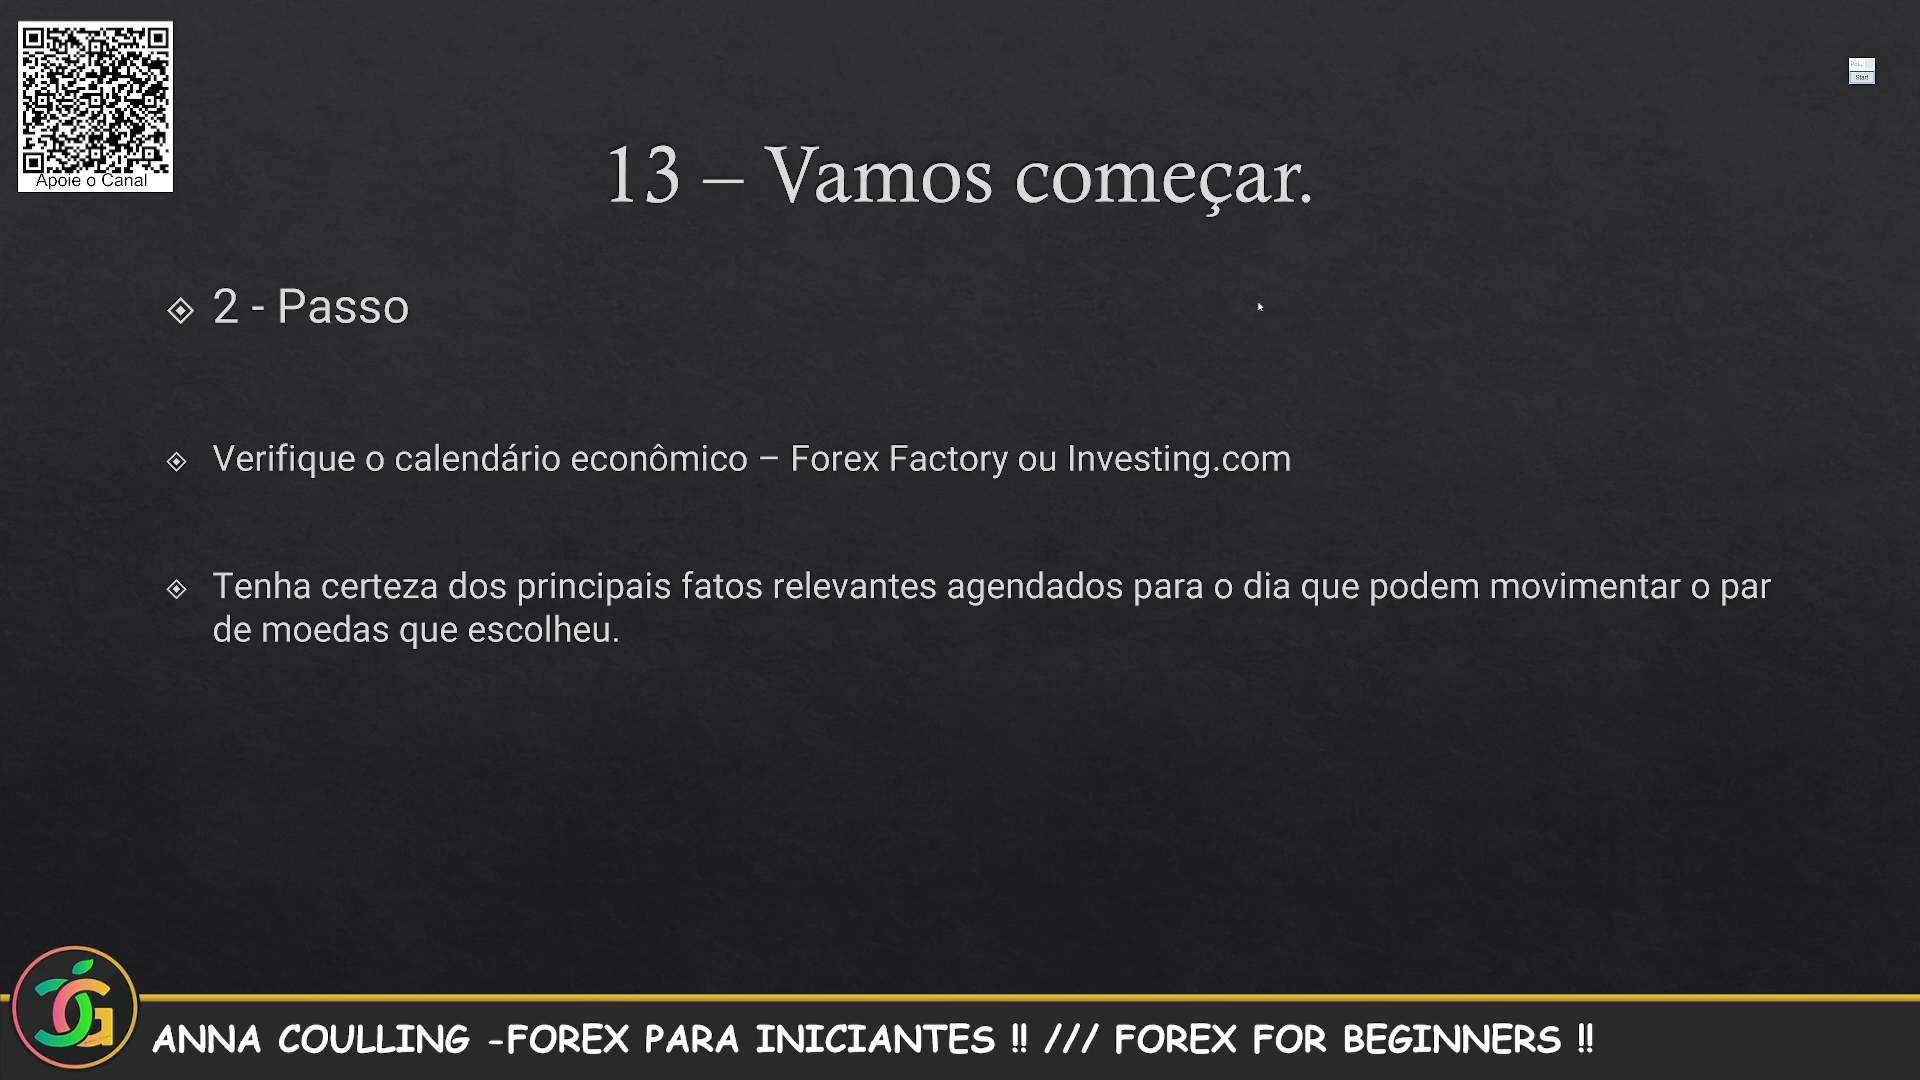 Apoie o Canal
Start
13 – Vamos começar.
2 - Passo
Verifique o calendário econômico – Forex Factory ou Investing.com
Tenha certeza dos principais fatos relevantes agendados para o dia que podem movimentar o par
de moedas que escolheu.
ANNA COULLING -FOREX PARA INICIANTES !! /// FOREX FOR BEGINNERS !!